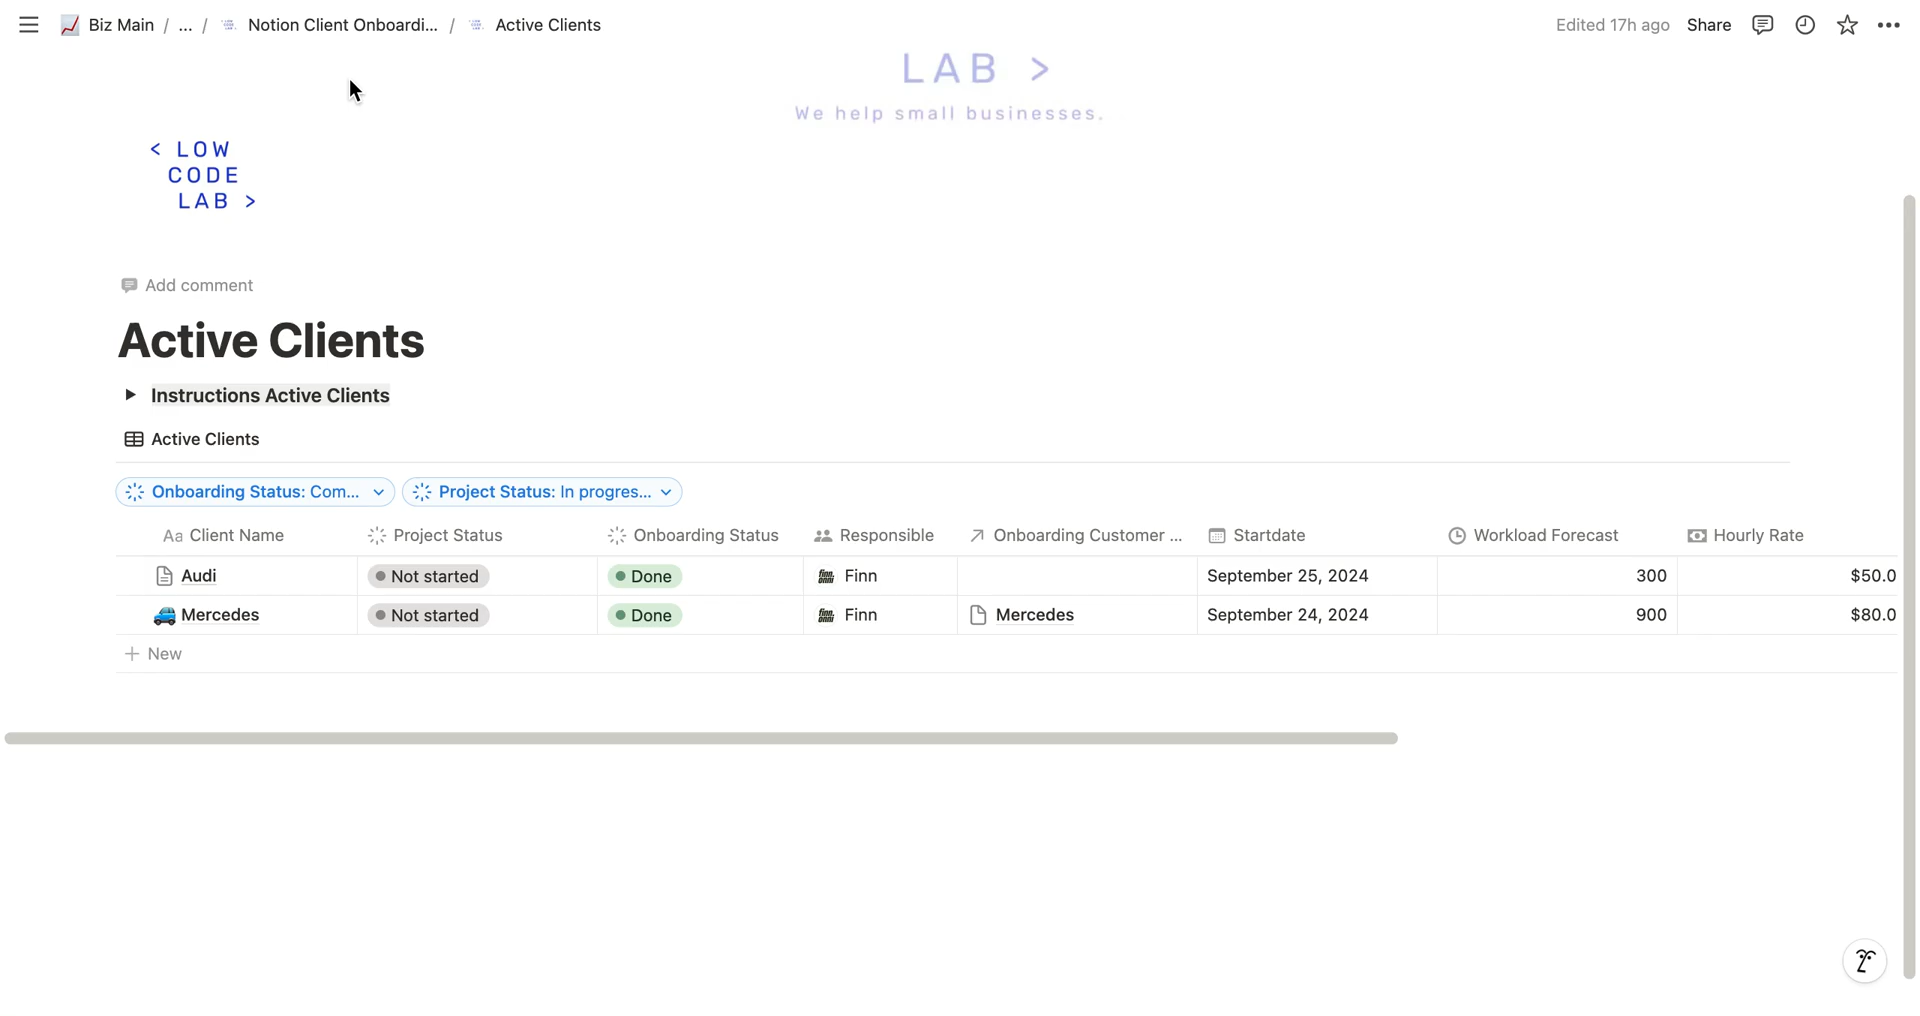 Biz Main / ... / Notion Client Onboardi... / Active Clients
Edited 17h ago Share
LAB >
We help small businesses.
< LOW
CODE
LAB >
Add comment
Active Clients
Instructions Active Clients
Active Clients
Onboarding Status: Com... Project Status: In progres...
Aa Client Name Project Status Onboarding Status Responsible Onboarding Customer ... Startdate Workload Forecast Hourly Rate
Audi Not started Done Finn September 25, 2024 300 $50.0
Mercedes Not started Done Finn Mercedes September 24, 2024 900 $80.0
+ New